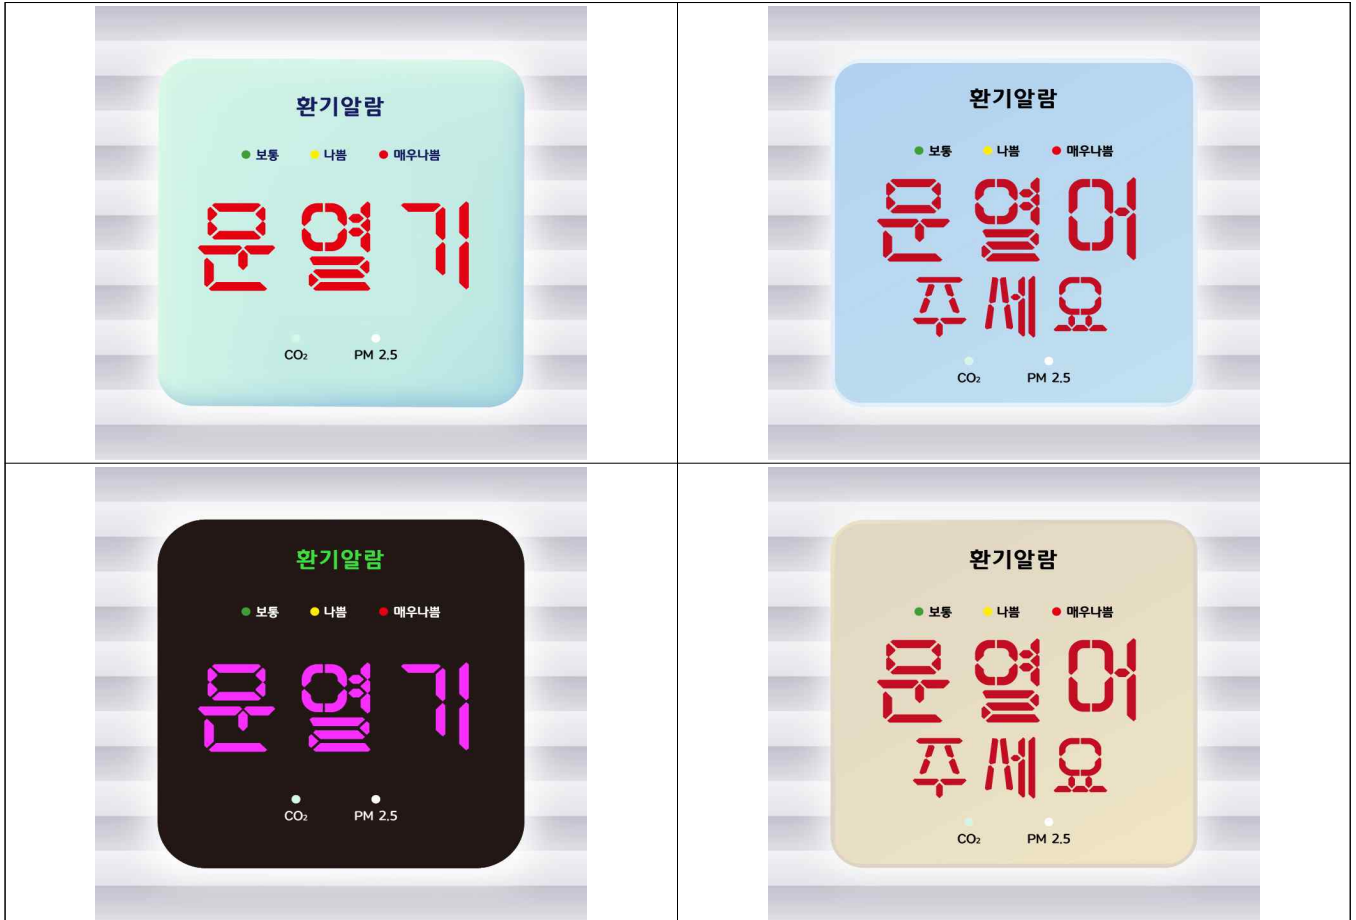 환기알람
보통 나쁨 매우나쁨
문열기
CO₂ PM 2.5
환기알람
보통 나쁨 매우나쁨
문열어
주세요
CO₂ PM 2.5
환기알람
보통 나쁨 매우나쁨
문열기
CO₂ PM 2.5
환기알람
보통 나쁨 매우나쁨
문열어
주세요
CO₂ PM 2.5